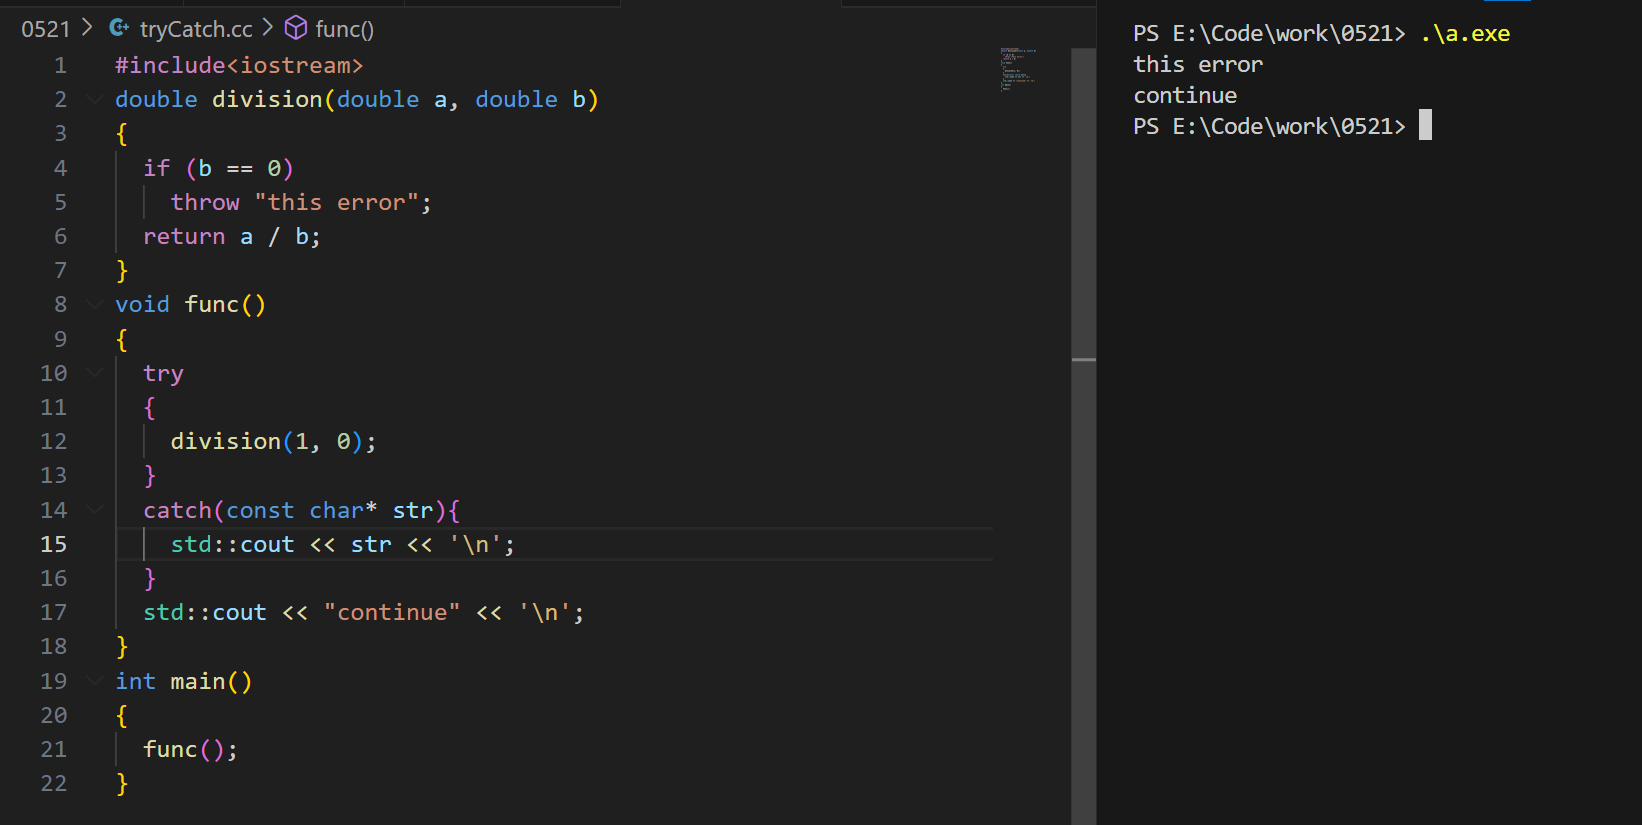 0521 > tryCatch.cc > func()
1 #include<iostream>
2 double division(double a, double b)
3 {
4 if (b == 0)
5 throw "this error";
6 return a / b;
7 }
8 void func()
9 {
10 try
11 {
12 division(1, 0);
13 }
14 catch(const char* str){
15 std::cout << str << '\n';
16 }
17 std::cout << "continue" << '\n';
18 }
19 int main()
20 {
21 func();
22 }
PS E:\Code\work\0521> .\a.exe
this error
continue
PS E:\Code\work\0521>